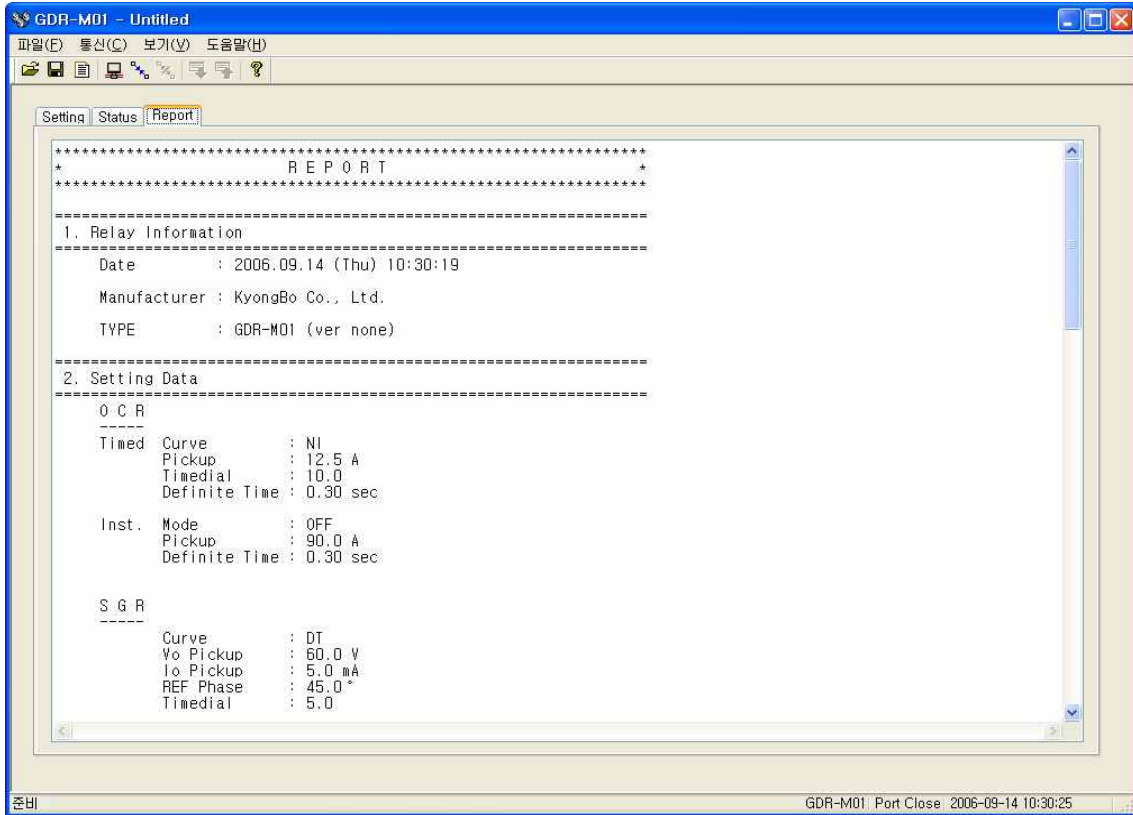 GDR-M01 - Untitled
파일(F) 통신(C) 보기(V) 도움말(H)
Setting Status Report
*******************************************************************
* R E P O R T *
*******************************************************************
===================================================================
1. Relay Information
===================================================================
Date : 2006.09.14 (Thu) 10:30:19
Manufacturer : KyongBo Co., Ltd.
TYPE : GDR-M01 (ver none)
===================================================================
2. Setting Data
===================================================================
O C R
-----
Timed Curve : NI
Pickup : 12.5 A
Timedial : 10.0
Definite Time : 0.30 sec
Inst. Mode : OFF
Pickup : 90.0 A
Definite Time : 0.30 sec
S G R
-----
Curve : DT
Vo Pickup : 60.0 V
Io Pickup : 5.0 mA
REF Phase : 45.0°
Timedial : 5.0
준비 GDR-M01 Port Close 2006-09-14 10:30:25